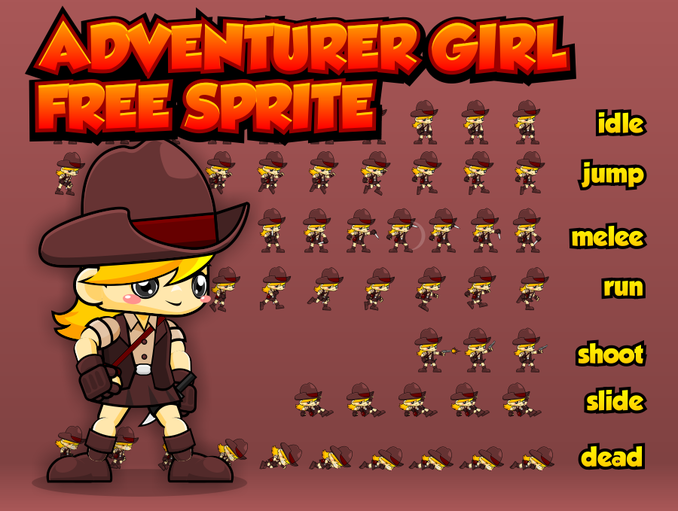 ADVENTURER GIRL
FREE SPRITE
idle
jump
melee
run
shoot
slide
dead